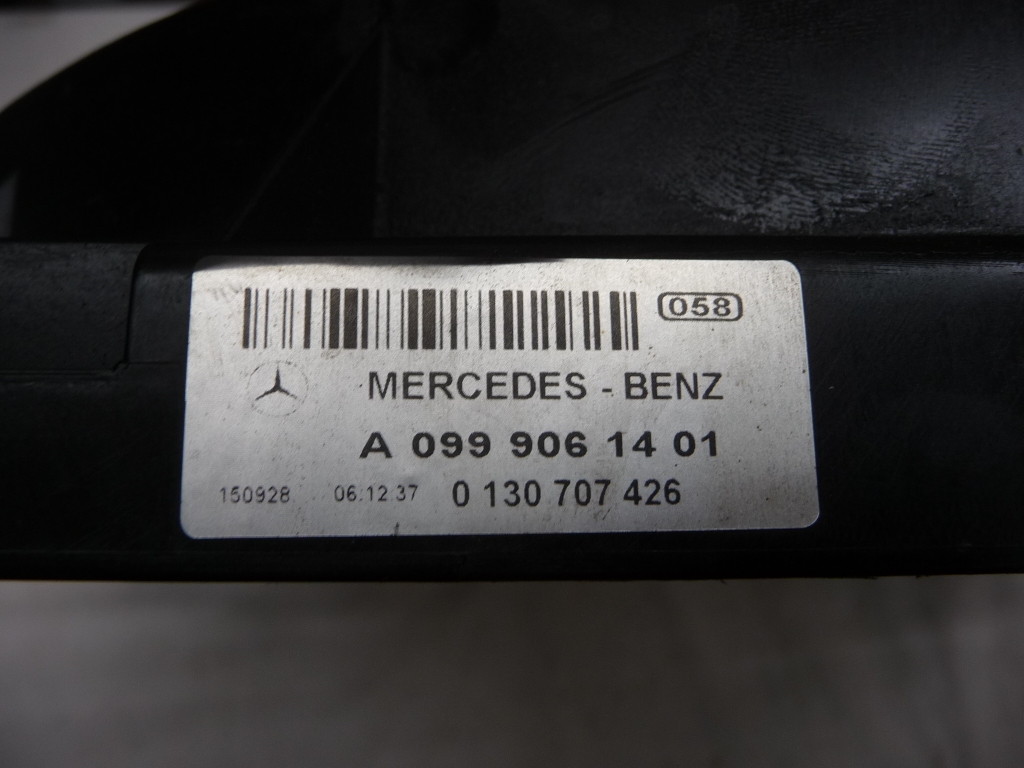 058
MERCEDES - BENZ
A 099 906 14 01
150928 06:12 37 0 130 707 426